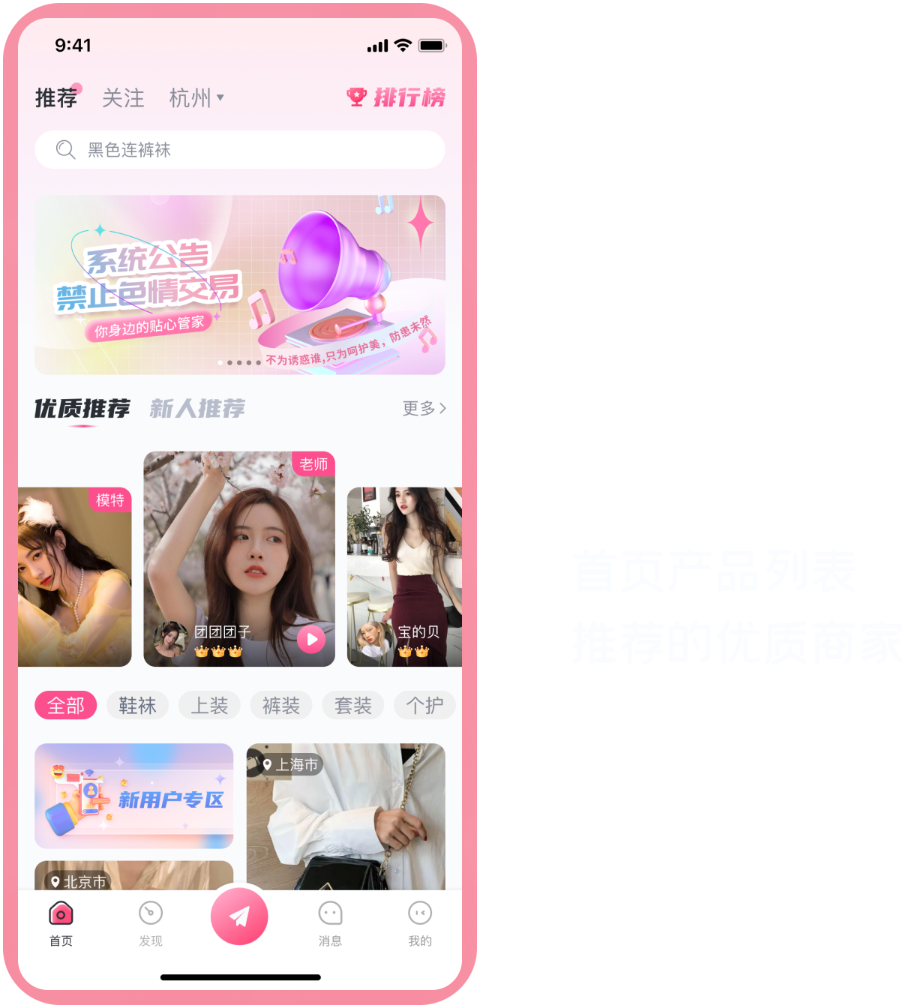 9:41
推荐 关注 杭州 排行榜
黑色连裤袜
系统公告
禁止色情交易
你身边的贴心管家
不为诱惑谁,只为呵护美，防患未然
优质推荐 新人推荐 更多
模特
老师
团团团子
宝的贝
全部 鞋袜 上装 裤装 套装 个护
新用户专区
上海市
北京市
首页 发现 消息 我的
首页产品列表
推荐的优质商家